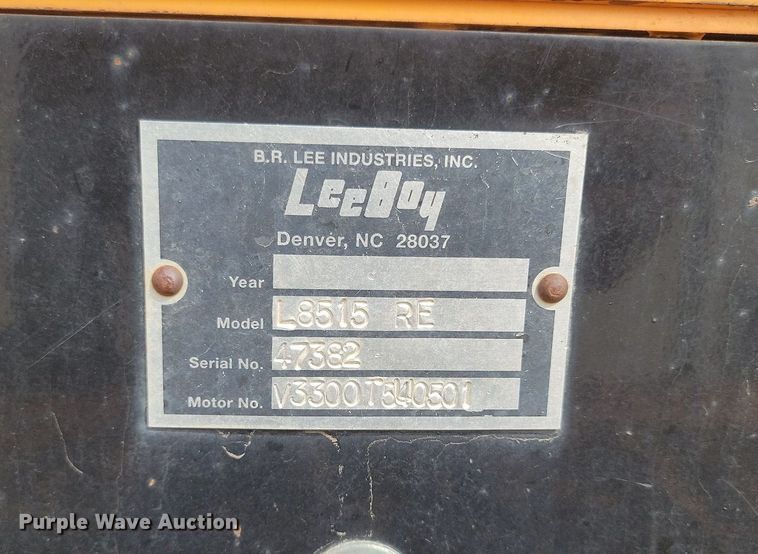 B.R. LEE INDUSTRIES, INC.
LeeBoy
Denver, NC 28037
Year
Model L8515 RE
Serial No. 47382
Motor No. V3300T5U0501
Purple Wave Auction